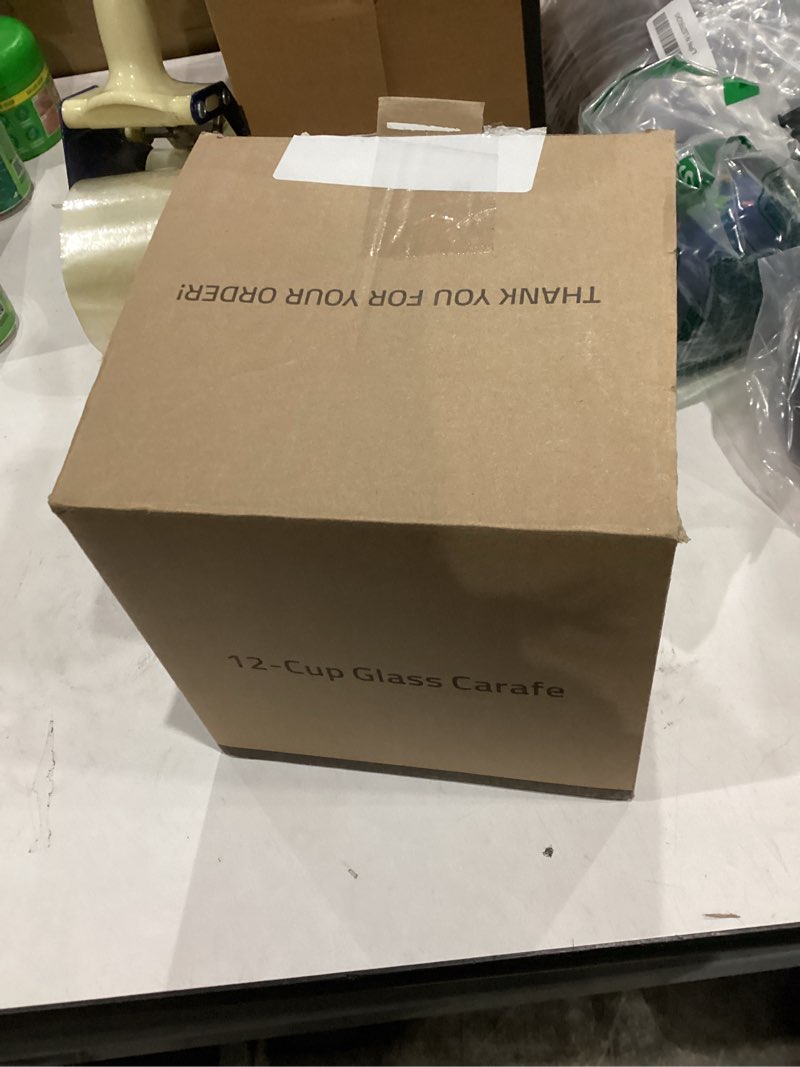 THANK YOU FOR YOUR ORDER!
12-Cup Glass Carafe